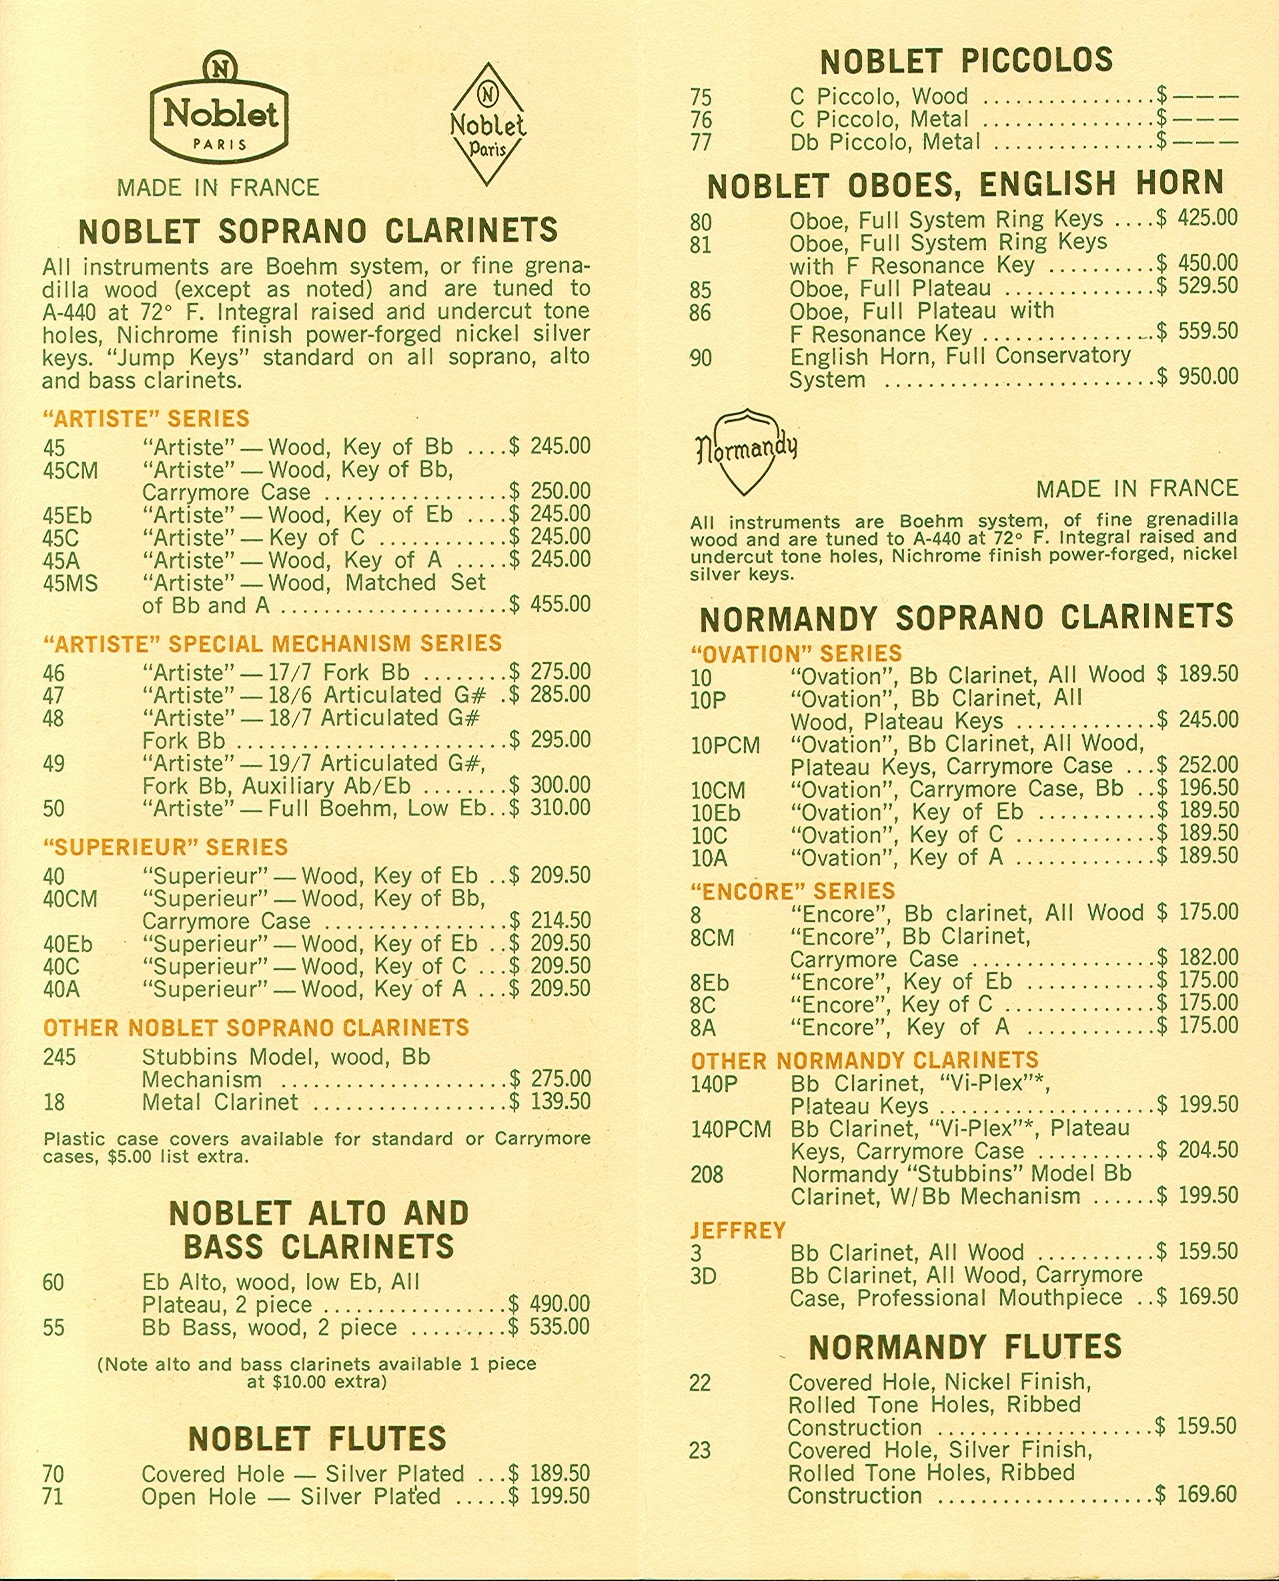 N
Noblet
PARIS
N
Noblet
Paris
MADE IN FRANCE
NOBLET SOPRANO CLARINETS
All instruments are Boehm system, or fine grena-
dilla wood (except as noted) and are tuned to
A-440 at 72° F. Integral raised and undercut tone
holes, Nichrome finish power-forged nickel silver
keys. “Jump Keys” standard on all soprano, alto
and bass clarinets.
“ARTISTE” SERIES
45 “Artiste” — Wood, Key of Bb ....$ 245.00
45CM “Artiste” — Wood, Key of Bb,
Carrymore Case .................$ 250.00
45Eb “Artiste” — Wood, Key of Eb ....$ 245.00
45C “Artiste” — Key of C ............$ 245.00
45A “Artiste” — Wood, Key of A .....$ 245.00
45MS “Artiste” — Wood, Matched Set
of Bb and A .....................$ 455.00
“ARTISTE” SPECIAL MECHANISM SERIES
46 “Artiste” — 17/7 Fork Bb ........$ 275.00
47 “Artiste” — 18/6 Articulated G# .$ 285.00
48 “Artiste” — 18/7 Articulated G#
Fork Bb .........................$ 295.00
49 “Artiste” — 19/7 Articulated G#,
Fork Bb, Auxiliary Ab/Eb ........$ 300.00
50 “Artiste” — Full Boehm, Low Eb..$ 310.00
“SUPERIEUR” SERIES
40 “Superieur” — Wood, Key of Eb ..$ 209.50
40CM “Superieur” — Wood, Key of Bb,
Carrymore Case .................$ 214.50
40Eb “Superieur” — Wood, Key of Eb ..$ 209.50
40C “Superieur” — Wood, Key of C ...$ 209.50
40A “Superieur” — Wood, Key of A ...$ 209.50
OTHER NOBLET SOPRANO CLARINETS
245 Stubbins Model, wood, Bb
Mechanism .....................$ 275.00
18 Metal Clarinet ..................$ 139.50
Plastic case covers available for standard or Carrymore
cases, $5.00 list extra.
NOBLET ALTO AND
BASS CLARINETS
60 Eb Alto, wood, low Eb, All
Plateau, 2 piece .................$ 490.00
55 Bb Bass, wood, 2 piece .........$ 535.00
(Note alto and bass clarinets available 1 piece
at $10.00 extra)
NOBLET FLUTES
70 Covered Hole — Silver Plated ...$ 189.50
71 Open Hole — Silver Plated .....$ 199.50
NOBLET PICCOLOS
75 C Piccolo, Wood ................$———
76 C Piccolo, Metal ................$———
77 Db Piccolo, Metal ...............$———
NOBLET OBOES, ENGLISH HORN
80 Oboe, Full System Ring Keys ....$ 425.00
81 Oboe, Full System Ring Keys
with F Resonance Key ..........$ 450.00
85 Oboe, Full Plateau ..............$ 529.50
86 Oboe, Full Plateau with
F Resonance Key ................$ 559.50
90 English Horn, Full Conservatory
System .........................$ 950.00
Normandy
MADE IN FRANCE
All instruments are Boehm system, of fine grenadilla
wood and are tuned to A-440 at 72° F. Integral raised and
undercut tone holes, Nichrome finish power-forged, nickel
silver keys.
NORMANDY SOPRANO CLARINETS
“OVATION” SERIES
10 “Ovation”, Bb Clarinet, All Wood $ 189.50
10P “Ovation”, Bb Clarinet, All
Wood, Plateau Keys .............$ 245.00
10PCM “Ovation”, Bb Clarinet, All Wood,
Plateau Keys, Carrymore Case ...$ 252.00
10CM “Ovation”, Carrymore Case, Bb ..$ 196.50
10Eb “Ovation”, Key of Eb ...........$ 189.50
10C “Ovation”, Key of C .............$ 189.50
10A “Ovation”, Key of A .............$ 189.50
“ENCORE” SERIES
8 “Encore”, Bb clarinet, All Wood $ 175.00
8CM “Encore”, Bb Clarinet,
Carrymore Case .................$ 182.00
8Eb “Encore”, Key of Eb .............$ 175.00
8C “Encore”, Key of C ..............$ 175.00
8A “Encore”, Key of A ............$ 175.00
OTHER NORMANDY CLARINETS
140P Bb Clarinet, “Vi-Plex”*,
Plateau Keys ....................$ 199.50
140PCM Bb Clarinet, “Vi-Plex”*, Plateau
Keys, Carrymore Case ...........$ 204.50
208 Normandy “Stubbins” Model Bb
Clarinet, W/Bb Mechanism ......$ 199.50
JEFFREY
3 Bb Clarinet, All Wood ...........$ 159.50
3D Bb Clarinet, All Wood, Carrymore
Case, Professional Mouthpiece ..$ 169.50
NORMANDY FLUTES
22 Covered Hole, Nickel Finish,
Rolled Tone Holes, Ribbed
Construction ....................$ 159.50
23 Covered Hole, Silver Finish,
Rolled Tone Holes, Ribbed
Construction ....................$ 169.60